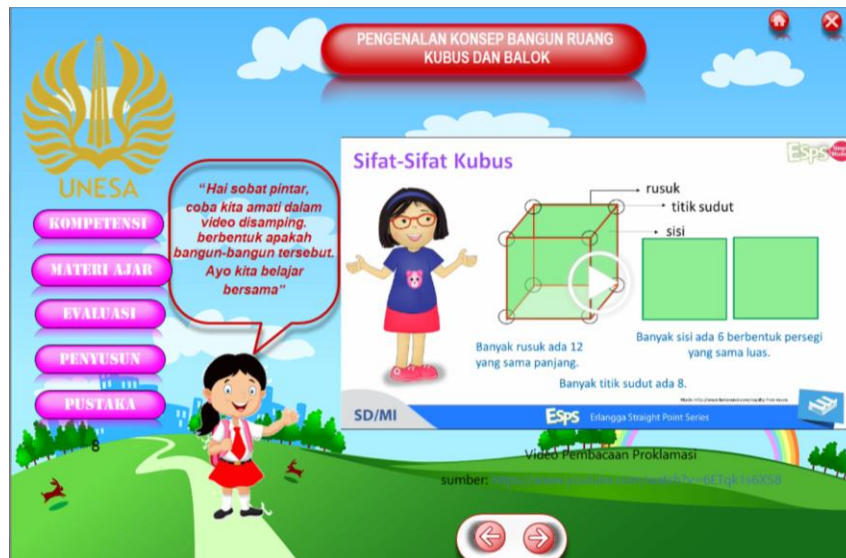 PENGENALAN KONSEP BANGUN RUANG
KUBUS DAN BALOK
UNESA
KOMPETENSI
MATERI AJAR
EVALUASI
PENYUSUN
PUSTAKA
8
“Hai sobat pintar,
coba kita amati dalam
video disamping.
berbentuk apakah
bangun-bangun tersebut.
Ayo kita belajar
bersama”
Sifat-Sifat Kubus
ESPS
rusuk
titik sudut
sisi
Banyak rusuk ada 12
yang sama panjang.
Banyak sisi ada 6 berbentuk persegi
yang sama luas.
Banyak titik sudut ada 8.
SD/MI
ESPS Erlangga Straight Point Series
Video Pembacaan Proklamasi
sumber: